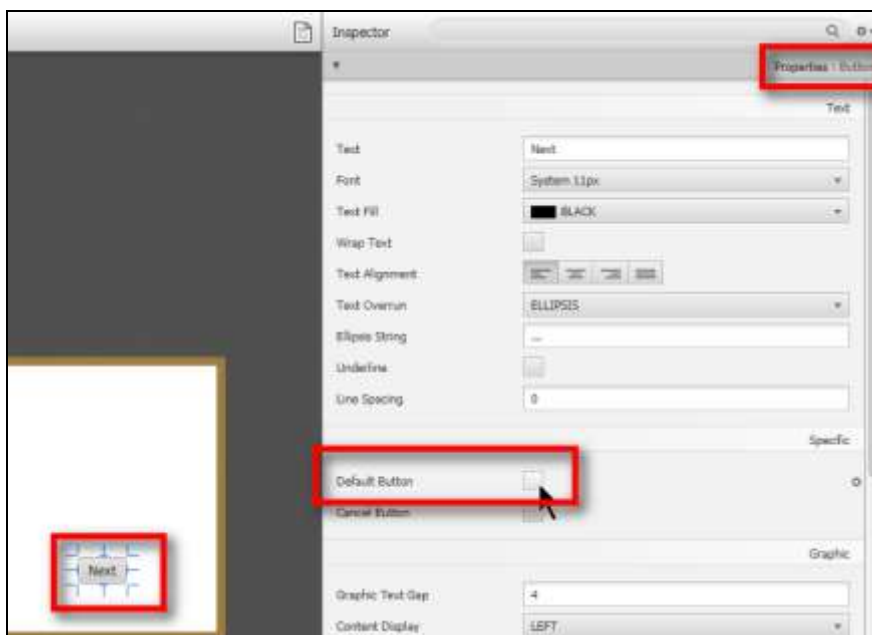 Inspector
Properties : Button
Text
Text Next
Font System 11px
Text Fill BLACK
Wrap Text
Text Alignment
Text Overrun ELLIPSIS
Ellipsis String ...
Underline
Line Spacing 0
Specific
Default Button
Cancel Button
Next
Graphic
Graphic Text Gap 4
Content Display LEFT